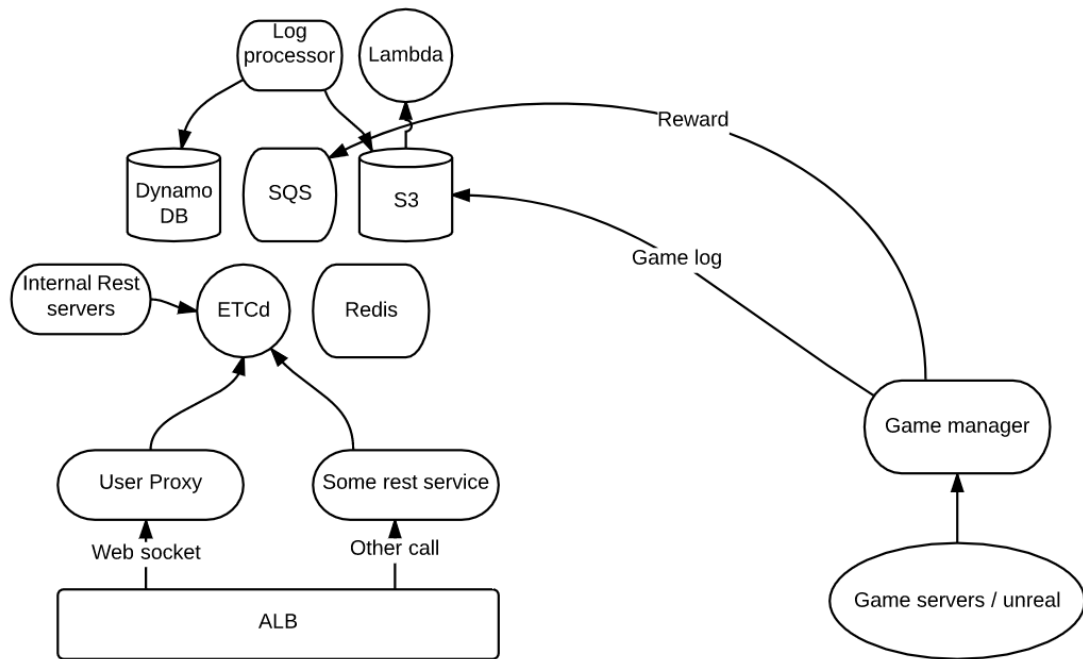 Log
processor
Lambda
Reward
Dynamo
DB
SQS
S3
Game log
Internal Rest
servers
ETCd
Redis
Game manager
User Proxy
Some rest service
Web socket
Other call
Game servers / unreal
ALB